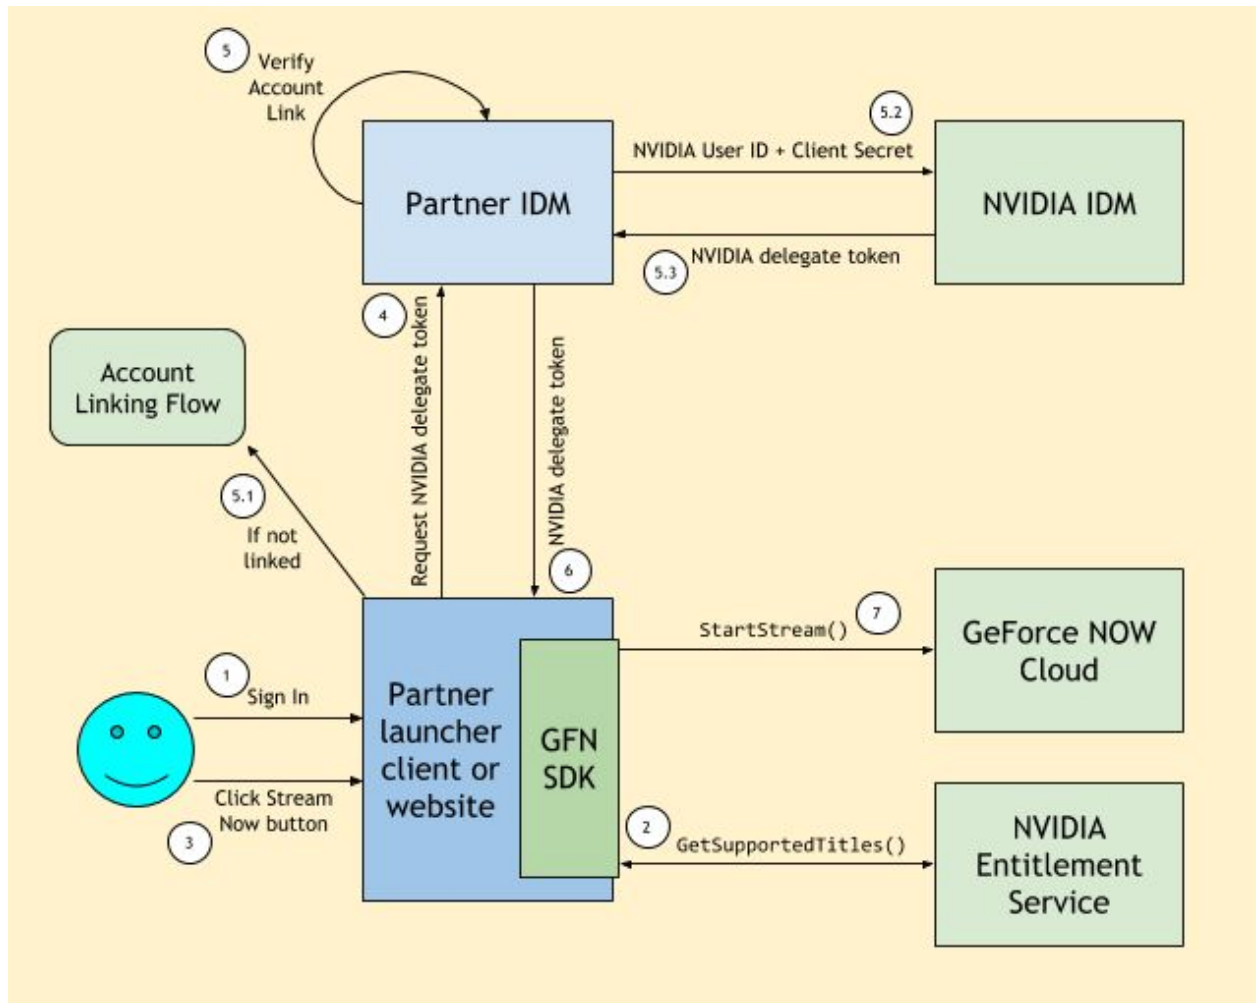 5
Verify
Account
Link
5.2
NVIDIA User ID + Client Secret
Partner IDM
NVIDIA IDM
NVIDIA delegate token
5.3
4
Request NVIDIA delegate token
NVIDIA delegate token
Account
Linking Flow
5.1
If not
linked
6
StartStream()
7
GeForce NOW
Cloud
1
Sign In
Partner
launcher
client or
website
GFN
SDK
Click Stream
Now button
3
2
GetSupportedTitles()
NVIDIA
Entitlement
Service